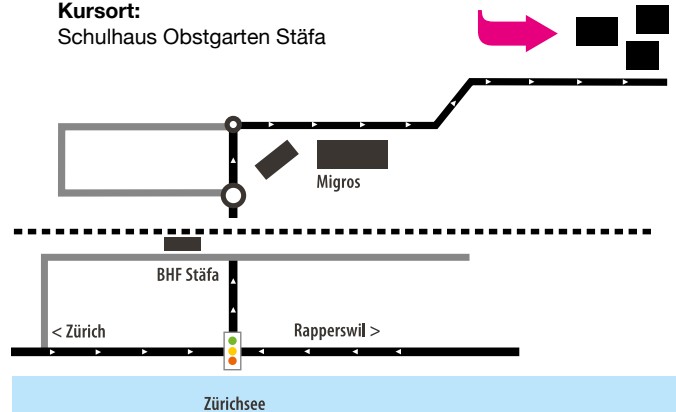 Kursort:
Schulhaus Obstgarten Stäfa
Migros
BHF Stäfa
< Zürich
Rapperswil >
Zürichsee